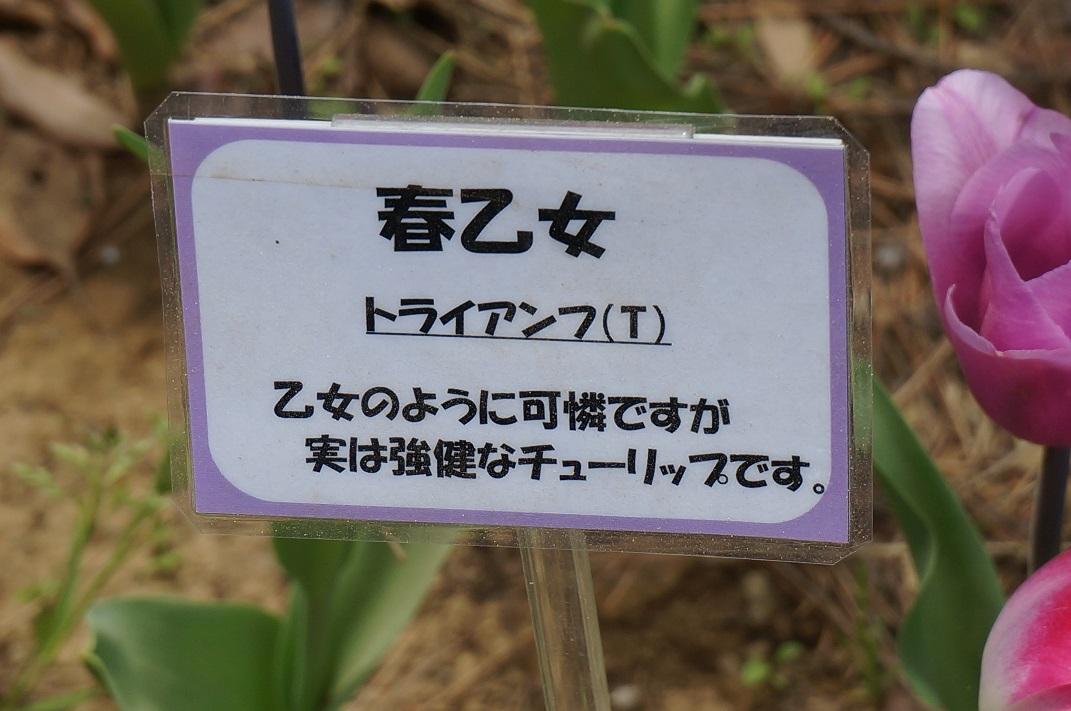 春乙女
トライアンフ(T)
乙女のように可憐ですが
実は強健なチューリップです。